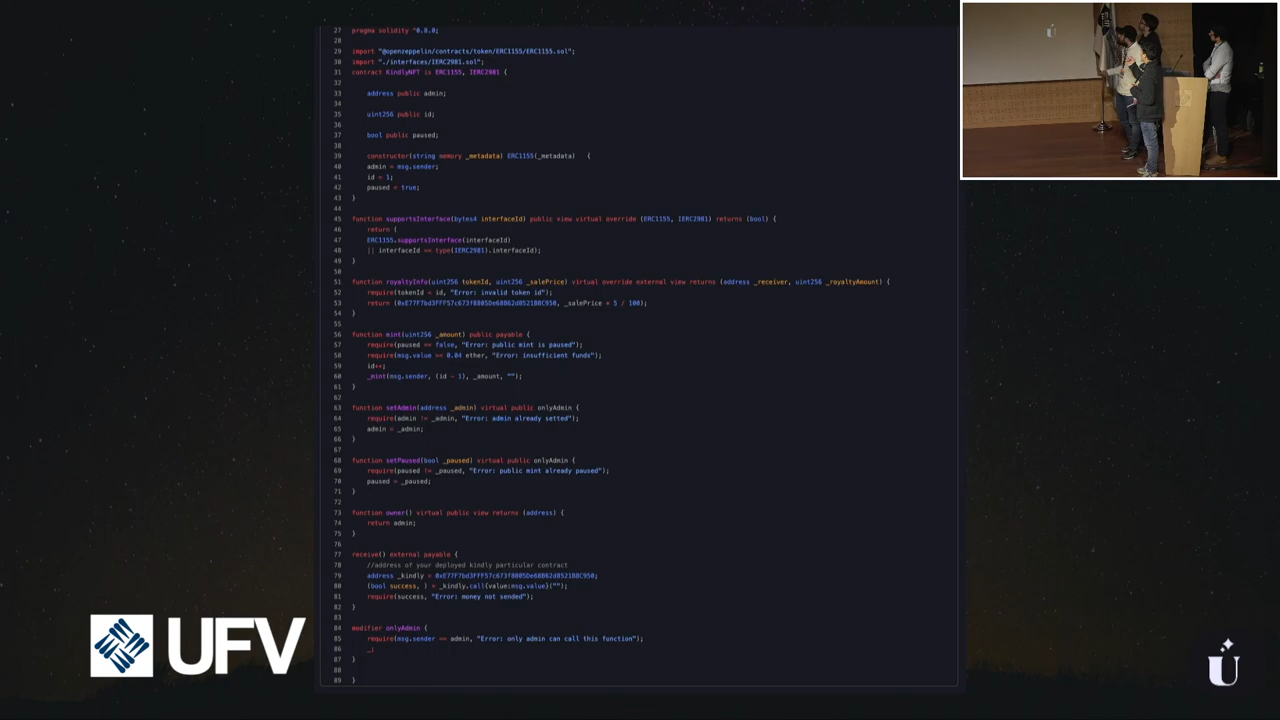 27 pragma solidity ^0.8.0;
28
29 import "@openzeppelin/contracts/token/ERC1155/ERC1155.sol";
30 import "./interfaces/IERC2981.sol";
31 contract KindlyNFT is ERC1155, IERC2981 {
32
33 address public admin;
34
35 uint256 public id;
36
37 bool public paused;
38
39 constructor(string memory _metadata) ERC1155(_metadata) {
40 admin = msg.sender;
41 id = 1;
42 paused = true;
43 }
44
45 function supportsInterface(bytes4 interfaceId) public view virtual override (ERC1155, IERC2981) returns (bool) {
46 return (
47 ERC1155.supportsInterface(interfaceId)
48 || interfaceId == type(IERC2981).interfaceId);
49 }
50
51 function royaltyInfo(uint256 tokenId, uint256 _salePrice) virtual override external view returns (address _receiver, uint256 _royaltyAmount) {
52 require(tokenId < id, "Error: invalid token id");
53 return ( _salePrice * 5 / 100);
54 }
55
56 function mint(uint256 _amount) public payable {
57 require(paused == false, "Error: public mint is paused");
58 require(msg.value >= 0.04 ether, "Error: insufficient funds");
59 id++;
60 _mint(msg.sender, (id - 1), _amount, "");
61 }
62
63 function setAdmin(address _admin) virtual public onlyAdmin {
64 require(admin != _admin, "Error: admin already setted");
65 admin = _admin;
66 }
67
68 function setPaused(bool _paused) virtual public onlyAdmin {
69 require(paused != _paused, "Error: public mint already paused");
70 paused = _paused;
71 }
72
73 function owner() virtual public view returns (address) {
74 return admin;
75 }
76
77 receive() external payable {
78 //address of your deployed kindly particular contract
79 address _kindly =
80 (bool success, ) = _kindly.call{value:msg.value}("");
81 require(success, "Error: money not sended");
82 }
83
84 modifier onlyAdmin {
85 require(msg.sender == admin, "Error: only admin can call this function");
86 _;
87 }
88
89 }
UFV